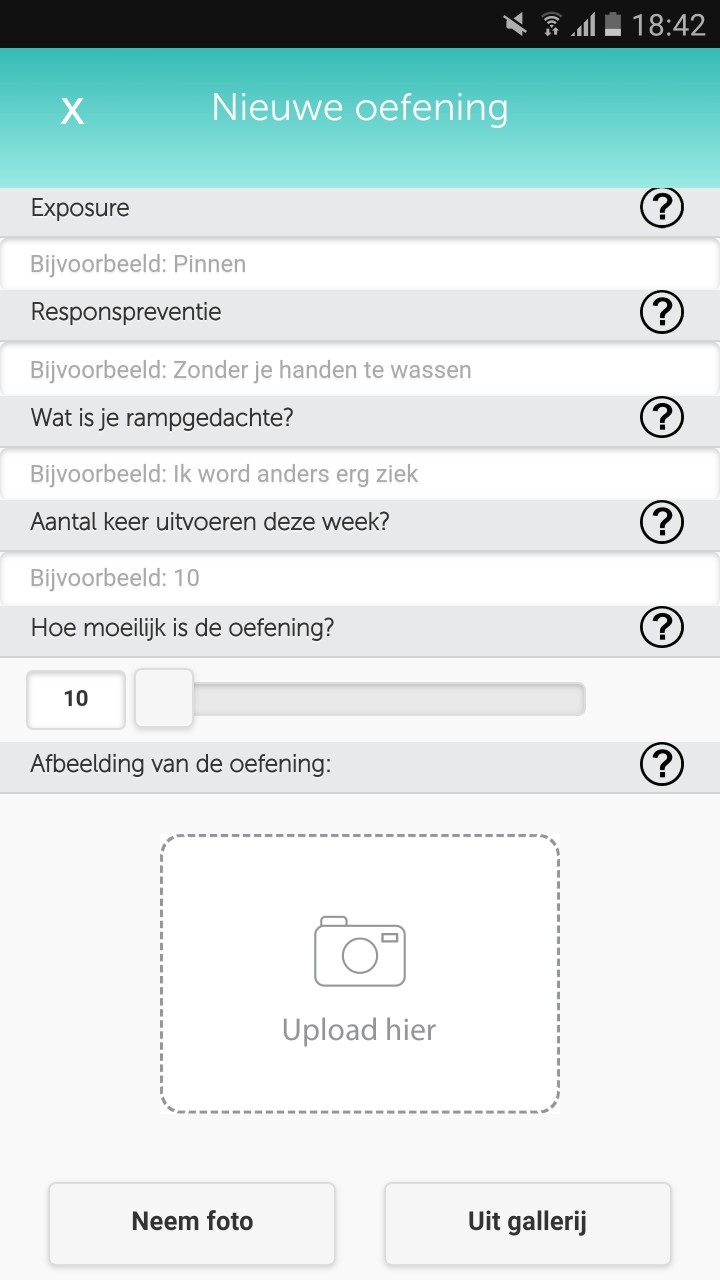 18:42
X
Nieuwe oefening
Exposure
?
Bijvoorbeeld: Pinnen
Responspreventie
?
Bijvoorbeeld: Zonder je handen te wassen
Wat is je rampgedachte?
?
Bijvoorbeeld: Ik word anders erg ziek
Aantal keer uitvoeren deze week?
?
Bijvoorbeeld: 10
Hoe moeilijk is de oefening?
?
10
Afbeelding van de oefening:
?
Upload hier
Neem foto
Uit gallerij